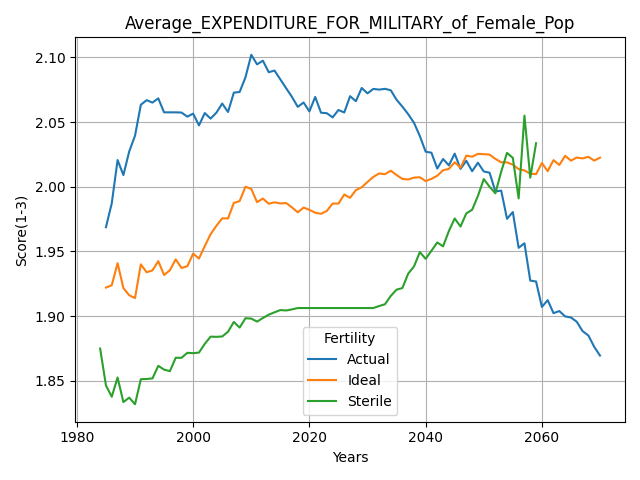 Average_EXPENDITURE_FOR_MILITARY_of_Female_Pop
Score(1-3)
2.10
2.05
2.00
1.95
1.90
1.85
Fertility
Actual
Ideal
Sterile
1980 2000 2020 2040 2060
Years